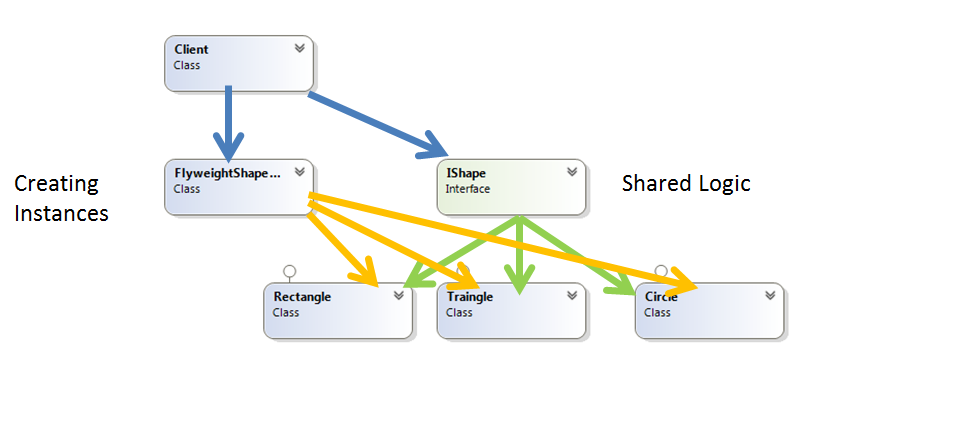 Client
Class
FlyweightShape...
Class
IShape
Interface
Creating
Instances
Shared Logic
Rectangle
Class
Traingle
Class
Circle
Class